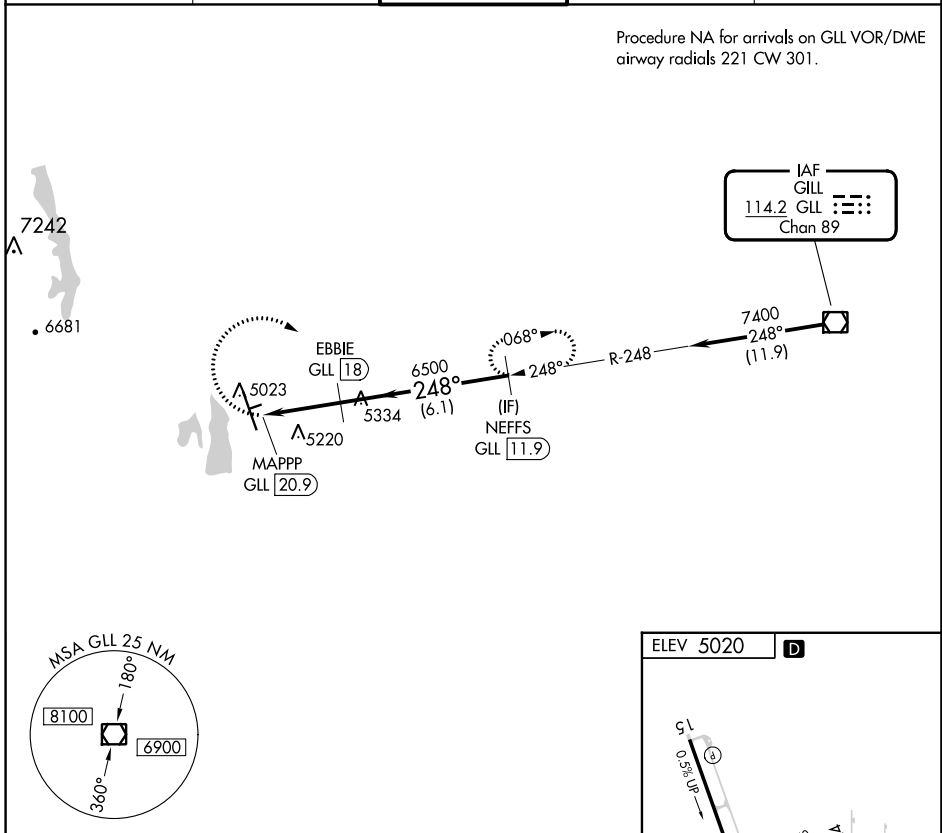 Procedure NA for arrivals on GLL VOR/DME
airway radials 221 CW 301.
IAF
GILL
114.2 GLL
Chan 89
7242
6681
7400
248°
(11.9)
R-248
068°
248°
EBBIE
GLL 18
6500
248°
(6.1)
5023
5334
5220
(IF)
NEFFS
GLL 11.9
MAPPP
GLL 20.9
MSA GLL 25 NM
180°
8100
6900
360°
ELEV 5020 D
15
0.5% UP
A